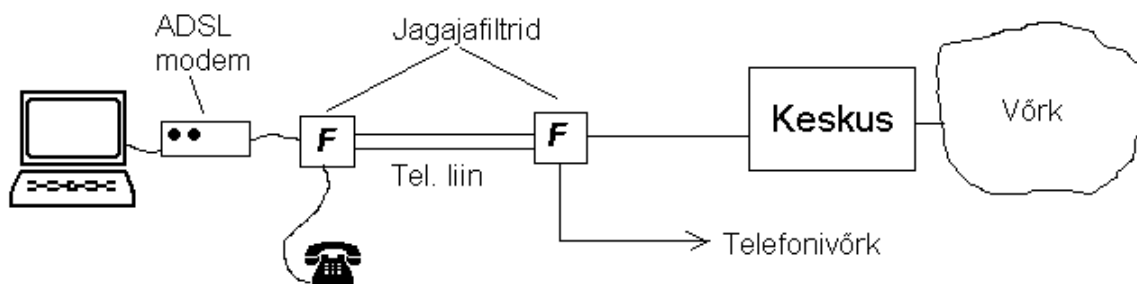 ADSL
modem
Jagajafiltrid
F
F
Tel. liin
Keskus
Võrk
Telefonivõrk